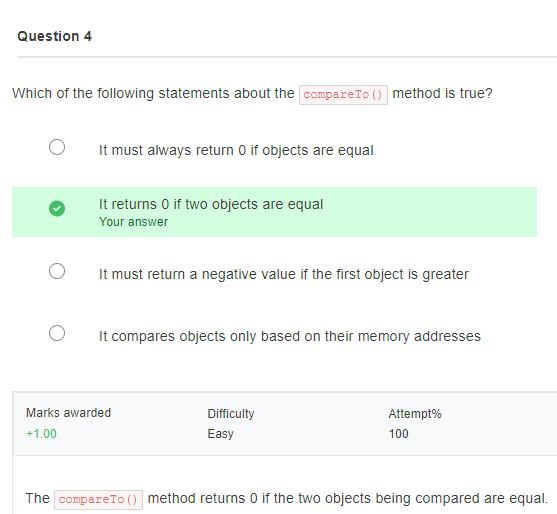 Question 4
Which of the following statements about the compareTo() method is true?
It must always return 0 if objects are equal
It returns 0 if two objects are equal
Your answer
It must return a negative value if the first object is greater
It compares objects only based on their memory addresses
Marks awarded Difficulty Attempt%
+1.00 Easy 100
The compareTo() method returns 0 if the two objects being compared are equal.